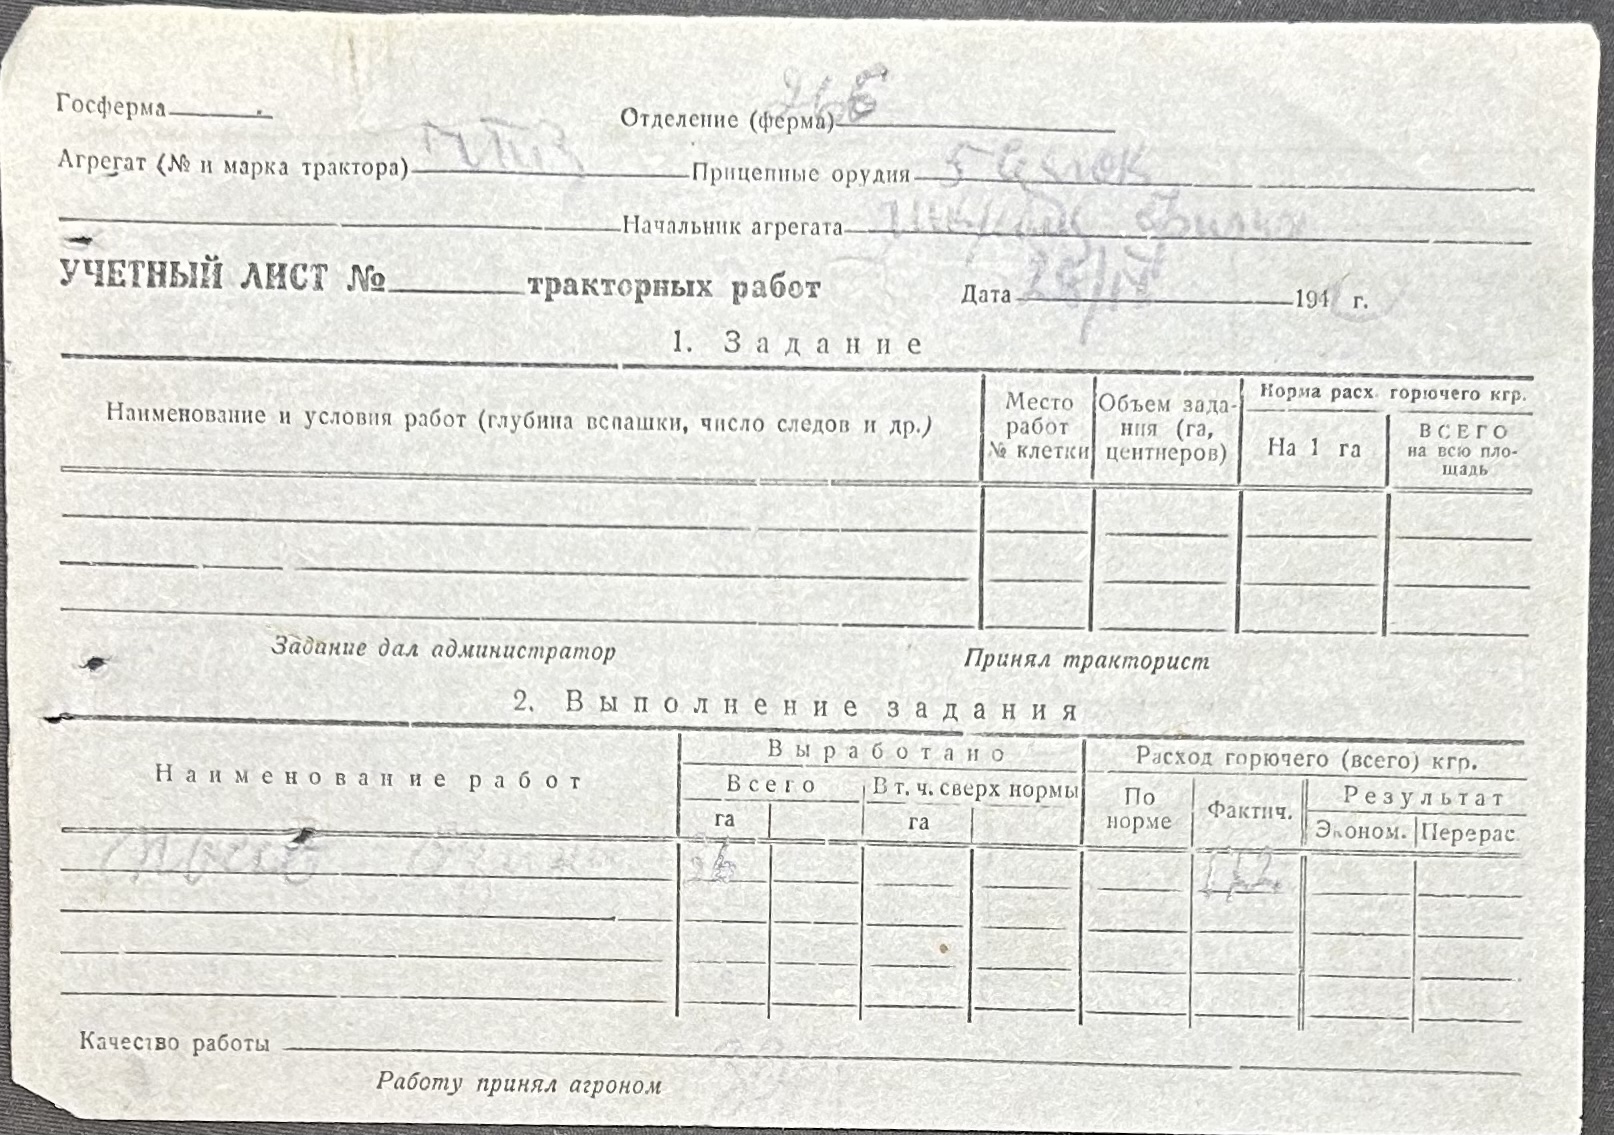 Госферма Отделение (ферма)
Агрегат (№ и марка трактора) Прицепные орудия 5
Начальник агрегата
УЧЕТНЫЙ ЛИСТ № тракторных работ Дата 28/IV 194 г.
1. Задание
Наименование и условия работ (глубина вспашки, число следов и др.) Место работ № клетки Объем задания (га, центнеров) Норма расх. горючего кгр.
На 1 га ВСЕГО на всю площадь
Задание дал администратор Принял тракторист
2. Выполнение задания
Наименование работ Выработано Расход горючего (всего) кгр.
Всего В т. ч. сверх нормы По норме Фактич. Результат
га га Эконом. Перерас.
Качество работы
Работу принял агроном